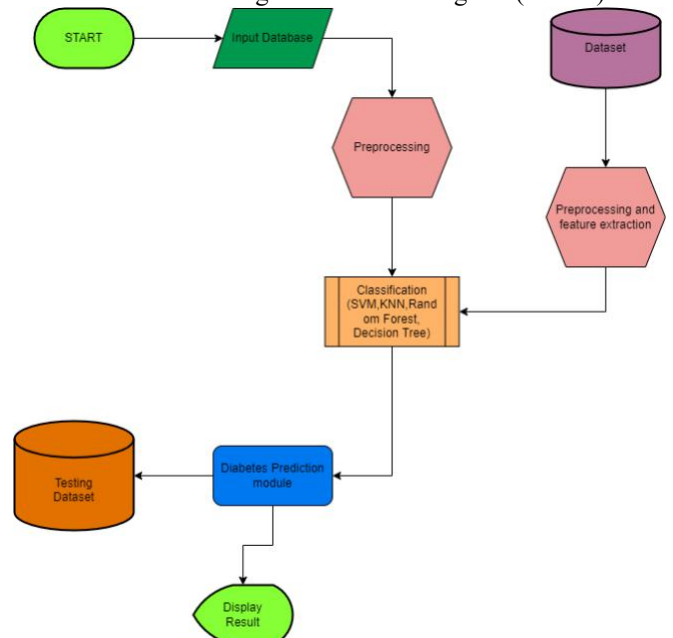 START
Input Database
Dataset
Preprocessing
Preprocessing and
feature extraction
Classification
(SVM,KNN,Rand
om Forest,
Decision Tree)
Diabetes Prediction
module
Testing
Dataset
Display
Result